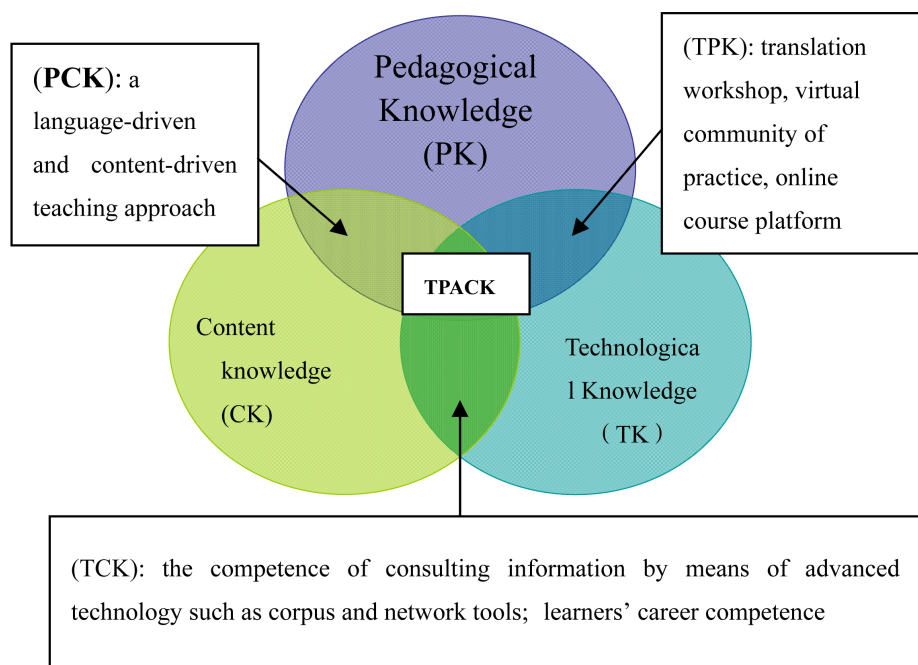 (PCK): a
language-driven
and content-driven
teaching approach
Pedagogical
Knowledge
(PK)
(TPK): translation
workshop, virtual
community of
practice, online
course platform
TPACK
Content
knowledge
(CK)
Technologica
l Knowledge
( TK )
(TCK): the competence of consulting information by means of advanced
technology such as corpus and network tools; learners’ career competence